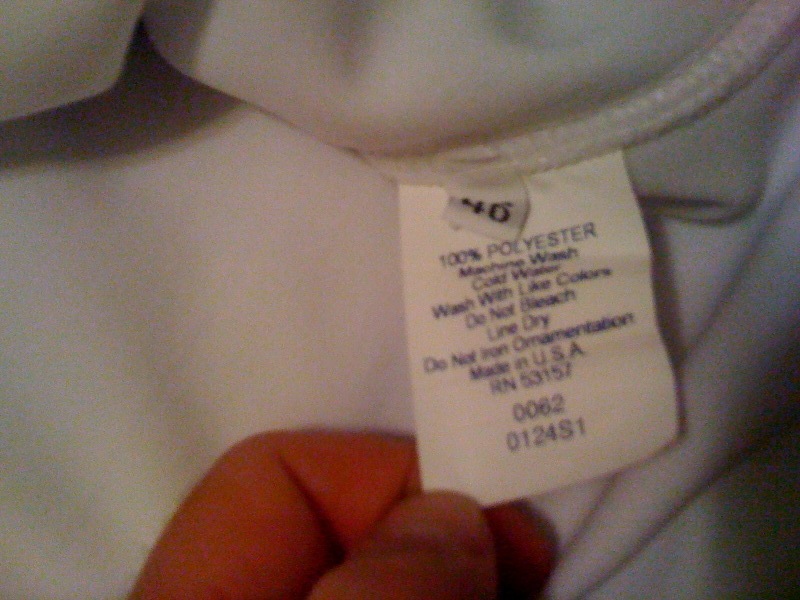 46
100% POLYESTER
Machine Wash
Cold Water
Wash With Like Colors
Do Not Bleach
Line Dry
Do Not Iron Ornamentation
Made in U.S.A.
RN 53157
0062
0124S1